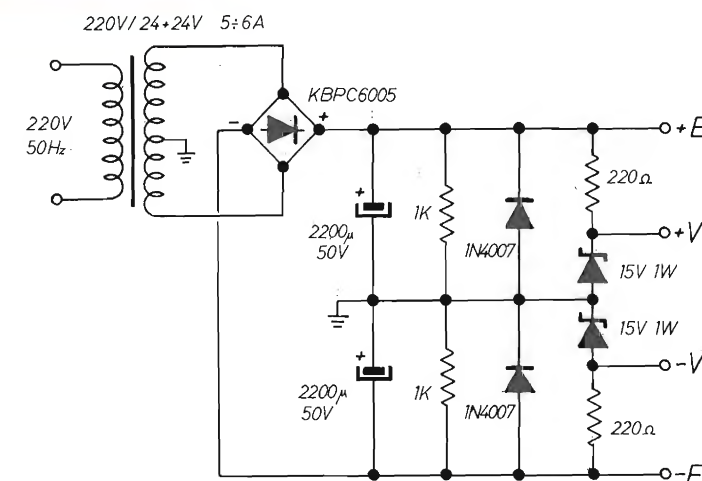 220V/24+24V 5÷6A
KBPC6005
220V
50Hz
- +
+E
220Ω
+V
+
1K
2200μ
50V
1N4007
15V 1W
15V 1W
-V
+
1K
2200μ
50V
1N4007
220Ω
-E